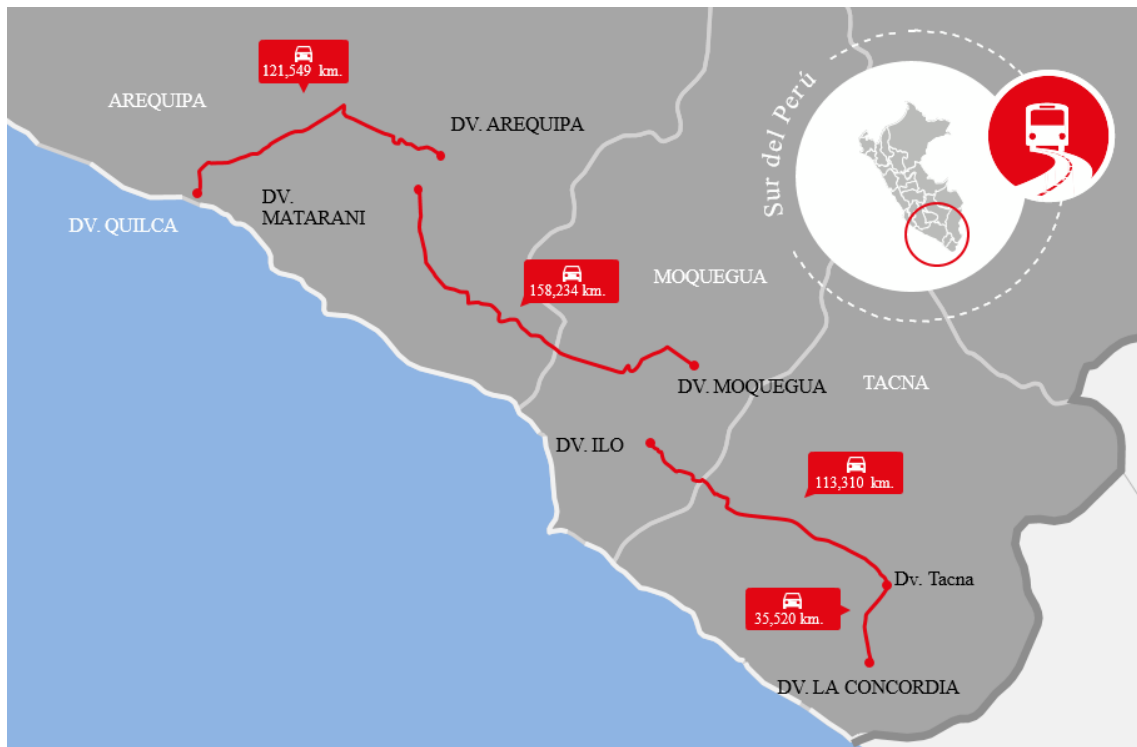 121,549 km.
AREQUIPA
DV. AREQUIPA
DV.
MATARANI
DV. QUILCA
Sur del Perú
158,234 km.
MOQUEGUA
DV. MOQUEGUA
TACNA
DV. ILO
113,310 km.
Dv. Tacna
35,520 km.
DV. LA CONCORDIA